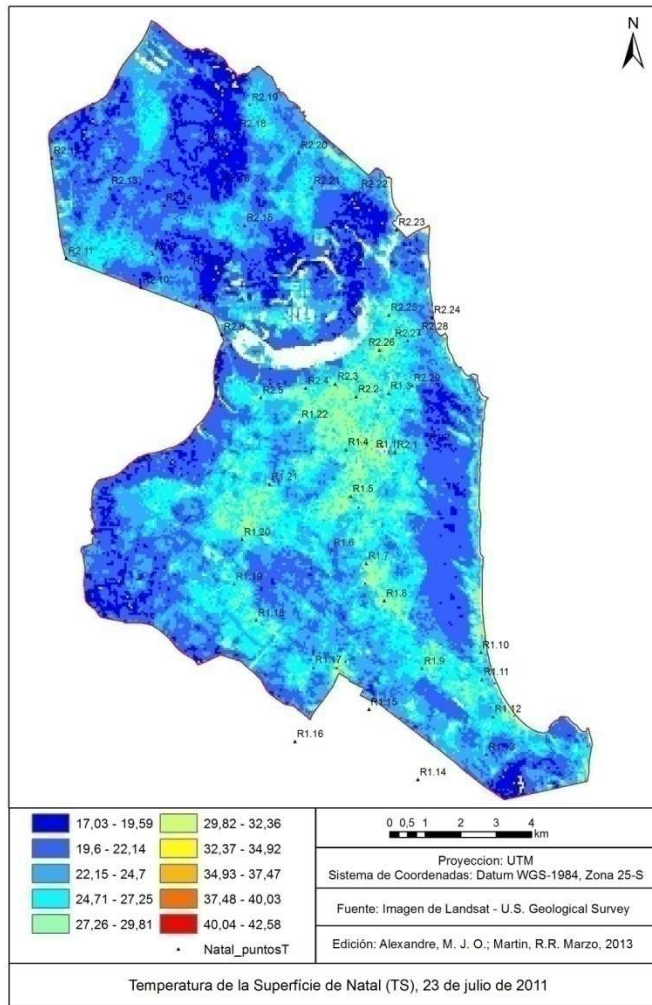 N
R2.19
R2.18
R2.20
R2.21
R2.22
R2.13
R2.14
R2.15
R2.23
R2.11
R2.10
R2.24
R2.25
R2.27
R2.28
R2.26
R2.6
R2.3
R2.4
R2.2
R1.3
R2.29
R2.5
R1.22
R1.4
R1.1
R2.1
R1.21
R1.5
R1.20
R1.6
R1.7
R1.19
R1.8
R1.18
R1.10
R1.17
R1.9
R1.11
R1.15
R1.12
R1.16
R1.13
R1.14
17,03 - 19,59
19,6 - 22,14
22,15 - 24,7
24,71 - 27,25
27,26 - 29,81
29,82 - 32,36
32,37 - 34,92
34,93 - 37,47
37,48 - 40,03
40,04 - 42,58
Natal_puntosT
0 0,5 1 2 3 4
km
Proyeccion: UTM
Sistema de Coordenadas: Datum WGS-1984, Zona 25-S
Fuente: Imagen de Landsat - U.S. Geological Survey
Edición: Alexandre, M. J. O.; Martin, R.R. Marzo, 2013
Temperatura de la Superfície de Natal (TS), 23 de julio de 2011